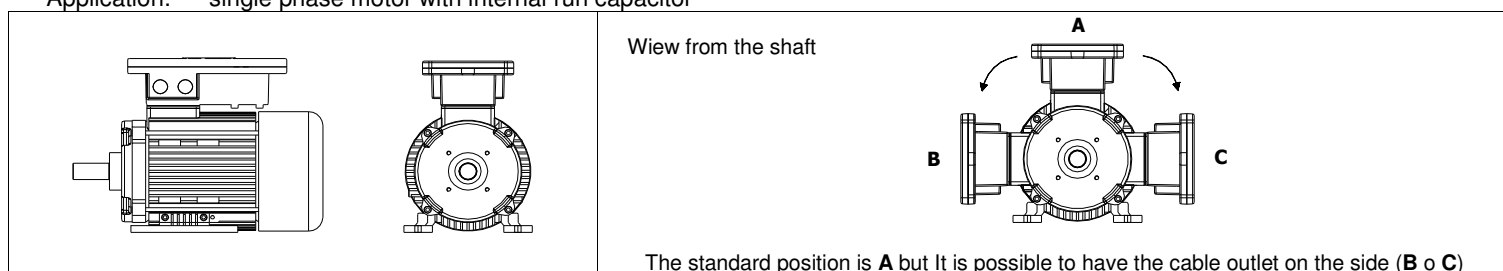 Application: single phase motor with internal run capacitor
Wiew from the shaft
A
B
C
The standard position is A but It is possible to have the cable outlet on the side (B o C)